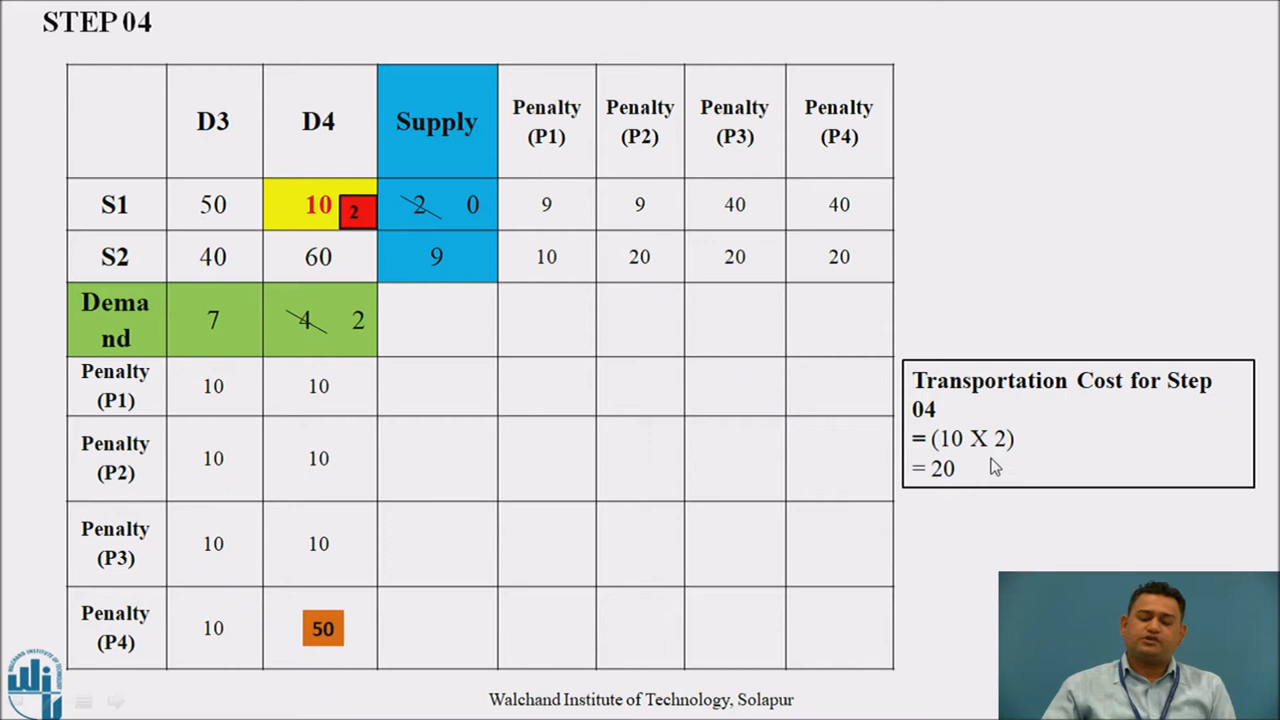 STEP 04
D3 D4 Supply Penalty (P1) Penalty (P2) Penalty (P3) Penalty (P4)
S1 50 10 2 2 0 9 9 40 40
S2 40 60 9 10 20 20 20
Dema
nd 7 4 2
Penalty
(P1) 10 10
Penalty
(P2) 10 10
Penalty
(P3) 10 10
Penalty
(P4) 10 50
Transportation Cost for Step
04
= (10 X 2)
= 20
Walchand Institute of Technology, Solapur